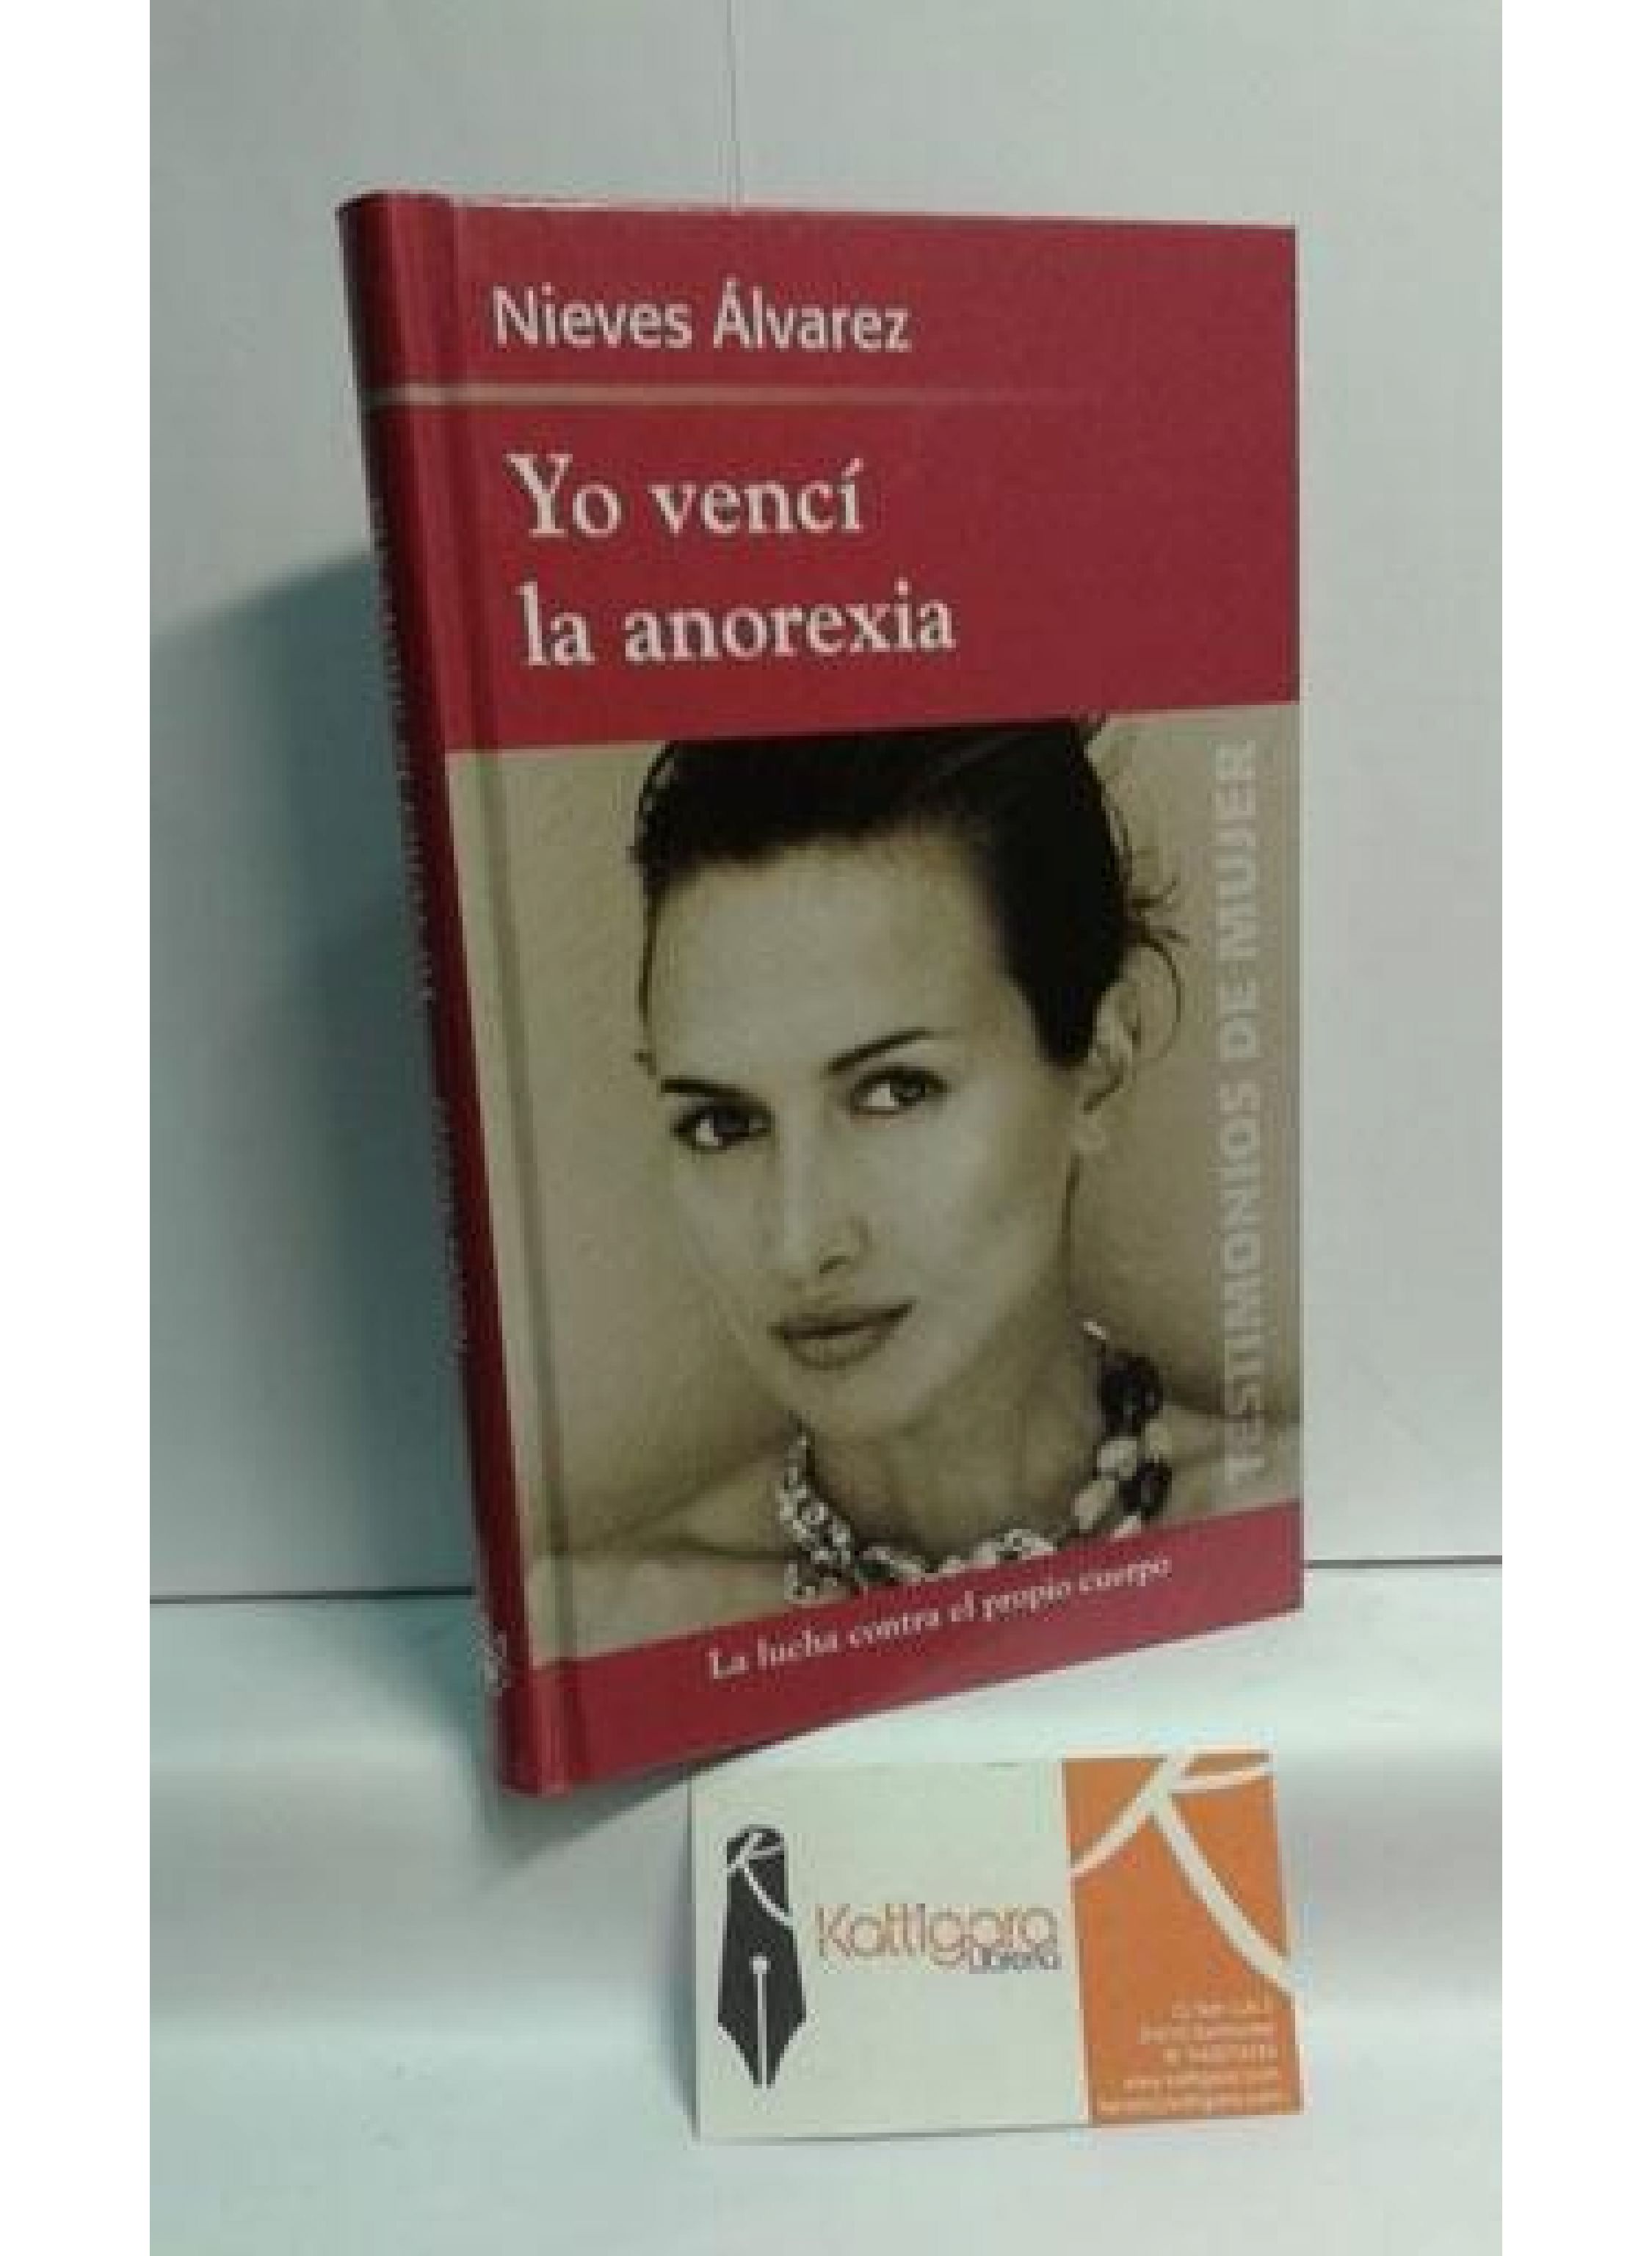 Nieves Álvarez
Yo vencí
la anorexia
TESTIMONIOS DE MUJER
La lucha contra el propio cuerpo
Kattigara
Librería